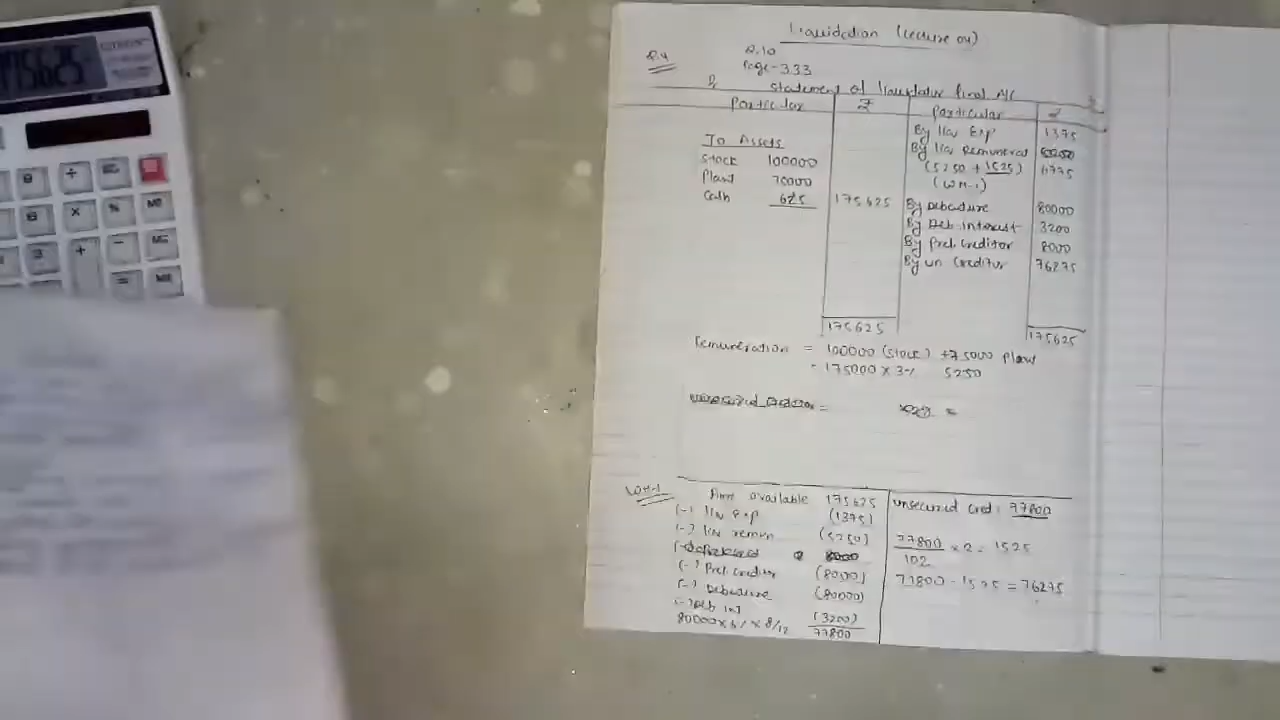 Liquidation (Lecture 04)
Q.4
Q.10
Page-333
Statement of liquidator final A/C
Particular ₹ Particular ₹
To Assets
Stock 100000
Plant 75000
Cash 625 175625
By liq Exp 1375
By liq Remunerat
(5250 + 1525) 6775
(WN-1)
By Debenture 80000
By Deb. interest 3200
By Pref. Creditor 8000
By un Creditor 76275
175625 175625
Remuneration = 100000 (Stock) + 75000 Plant
= 175000 x 3% 5250
WN-1
Amt available 175625
(-) liq Exp (1375)
(-) liq remun (5250)
(-) Pref. Creditor (8000)
(-) Debenture (80000)
(-) Deb int
80000 x 6% x 8/12 (3200)
77800
unsecured cred: 77800
77800
102 x 2 = 1525
77800 - 1525 = 76275